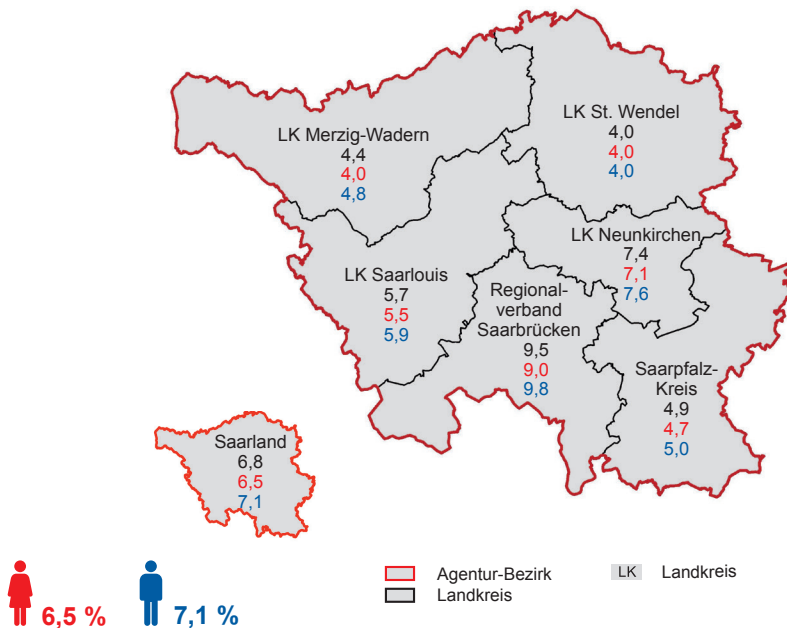 LK St. Wendel
4,0
4,0
4,0
LK Merzig-Wadern
4,4
4,0
4,8
LK Neunkirchen
7,4
7,1
7,6
LK Saarlouis
5,7
5,5
5,9
Regional-
verband
Saarbrücken
9,5
9,0
9,8
Saarpfalz-
Kreis
4,9
4,7
5,0
Saarland
6,8
6,5
7,1
6,5 %
7,1 %
Agentur-Bezirk
Landkreis
LK Landkreis